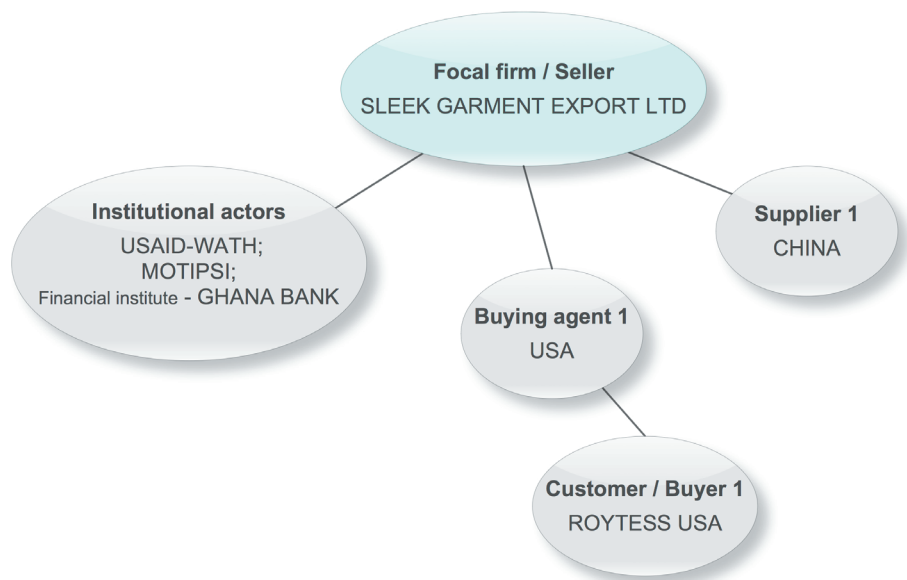 Focal firm / Seller
SLEEK GARMENT EXPORT LTD
Institutional actors
USAID-WATH;
MOTIPSI;
Financial institute - GHANA BANK
Supplier 1
CHINA
Buying agent 1
USA
Customer / Buyer 1
ROYTESS USA